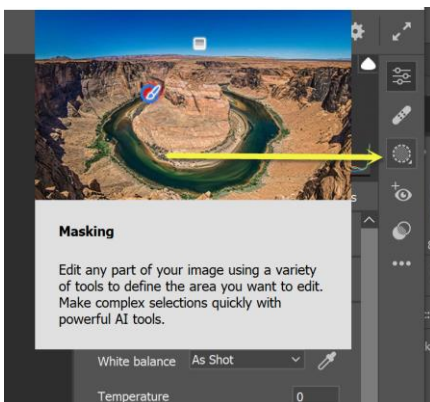 s
Masking
Edit any part of your image using a variety
of tools to define the area you want to edit.
Make complex selections quickly with
powerful AI tools.
White balance As Shot
Temperature 0